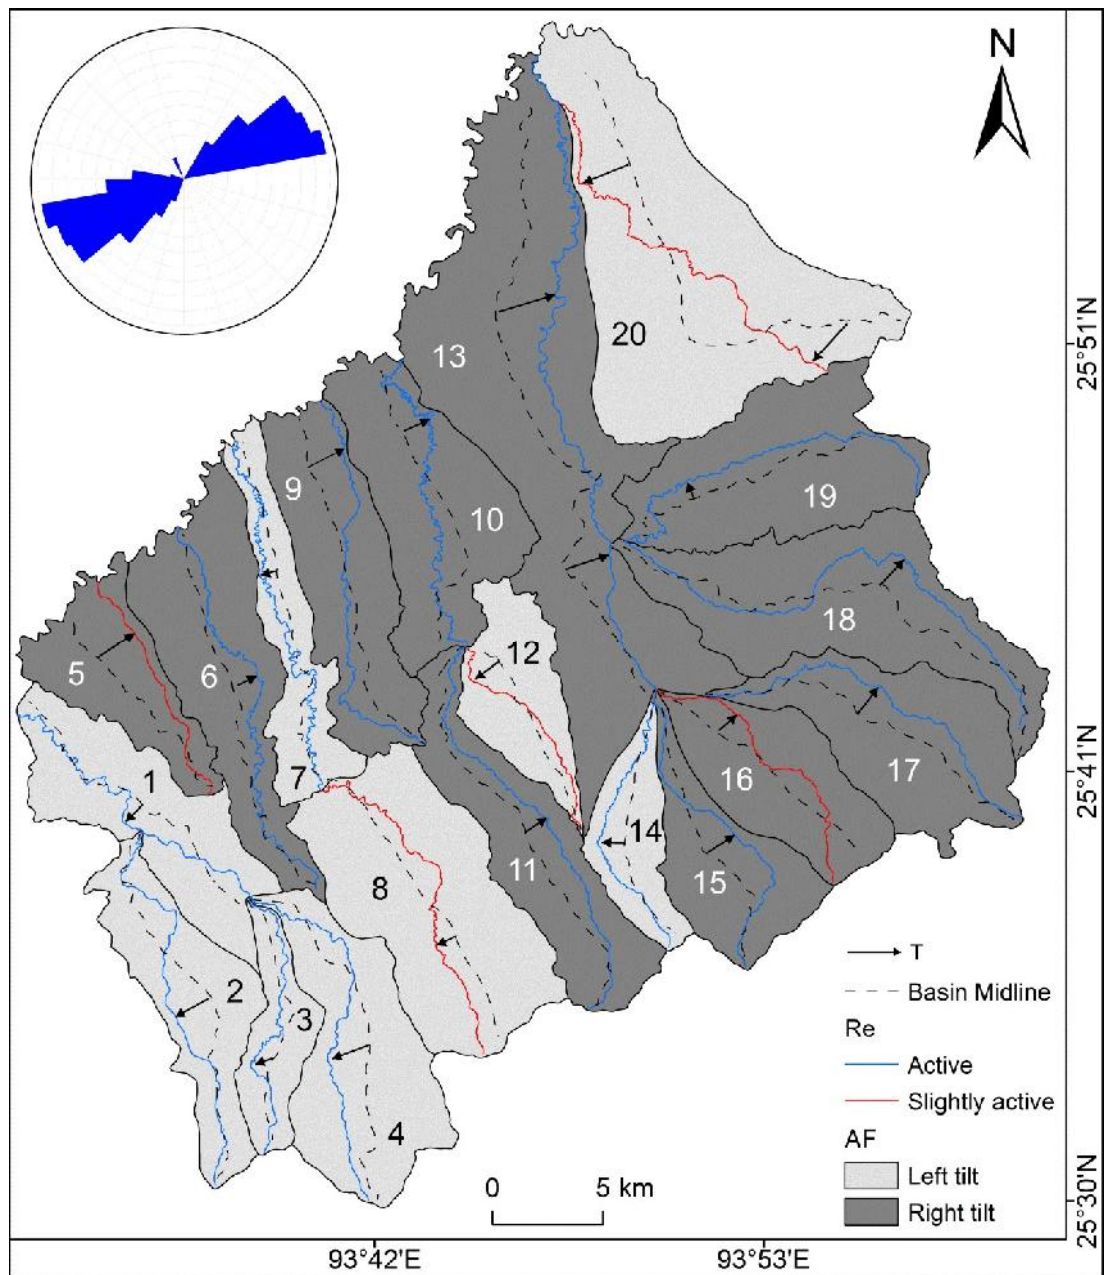 N
25°51'N
13
20
9
10
19
5
6
12
18
1
7
16
17
25°41'N
14
8
11
15
2
3
4
T
Basin Midline
Re
Active
Slightly active
AF
Left tilt
Right tilt
0 5 km
25°30'N
93°42'E 93°53'E